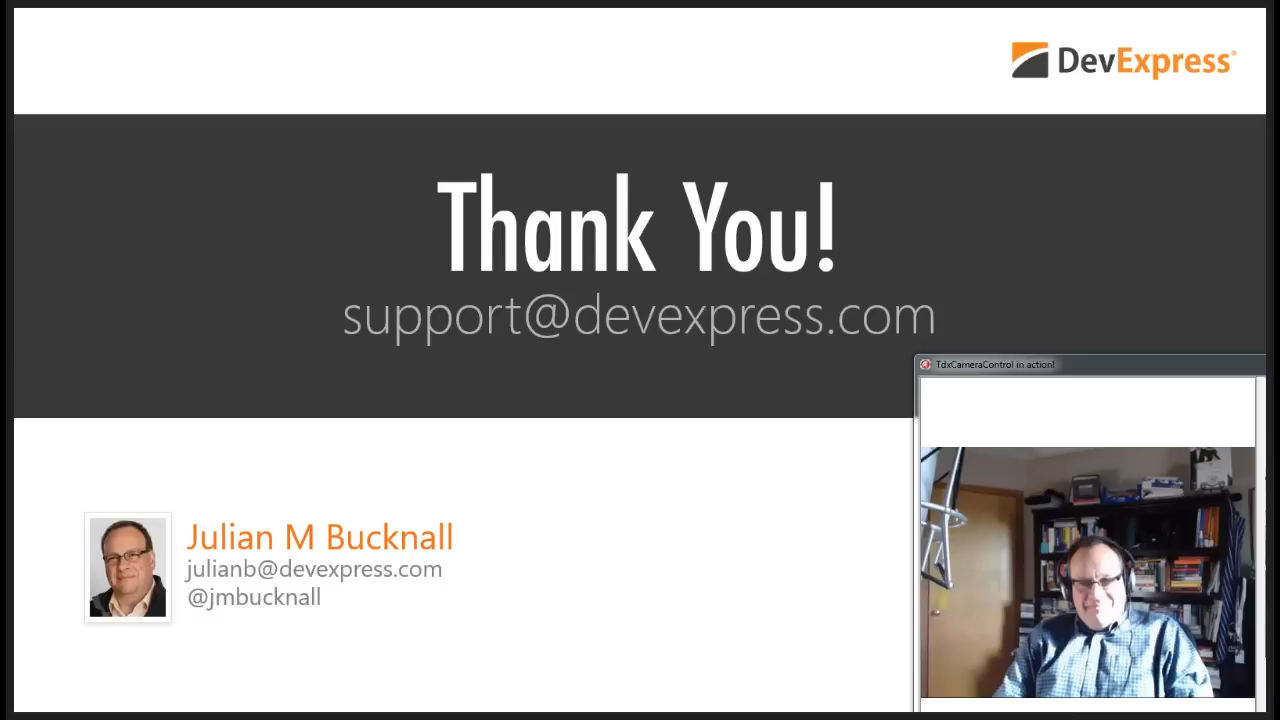 DevExpress®
Thank You!
support@devexpress.com
TdxCameraControl in action!
Julian M Bucknall
julianb@devexpress.com
@jmbucknall